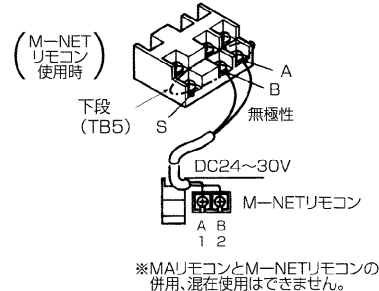 (M−NET
リモコン
使用時)
A
B
下段
(TB5)
S
無極性
DC24〜30V
M−NETリモコン
A B
1 2
※MAリモコンとM−NETリモコンの
併用、混在使用はできません。